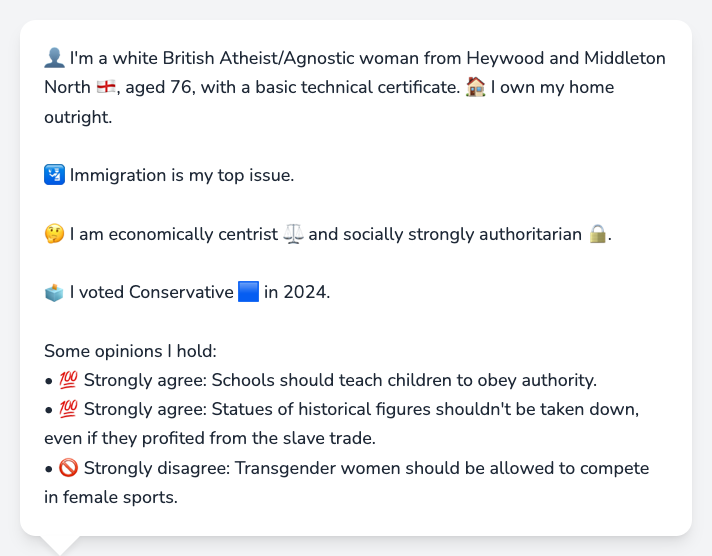 👤 I'm a white British Atheist/Agnostic woman from Heywood and Middleton
North 🏴󠁧󠁢󠁥󠁮󠁧󠁿, aged 76, with a basic technical certificate. 🏠 I own my home
outright.
🛂 Immigration is my top issue.
🤔 I am economically centrist ⚖️ and socially strongly authoritarian 🔒.
🗳️ I voted Conservative 🟦 in 2024.
Some opinions I hold:
• 💯 Strongly agree: Schools should teach children to obey authority.
• 💯 Strongly agree: Statues of historical figures shouldn't be taken down,
even if they profited from the slave trade.
• 🚫 Strongly disagree: Transgender women should be allowed to compete
in female sports.